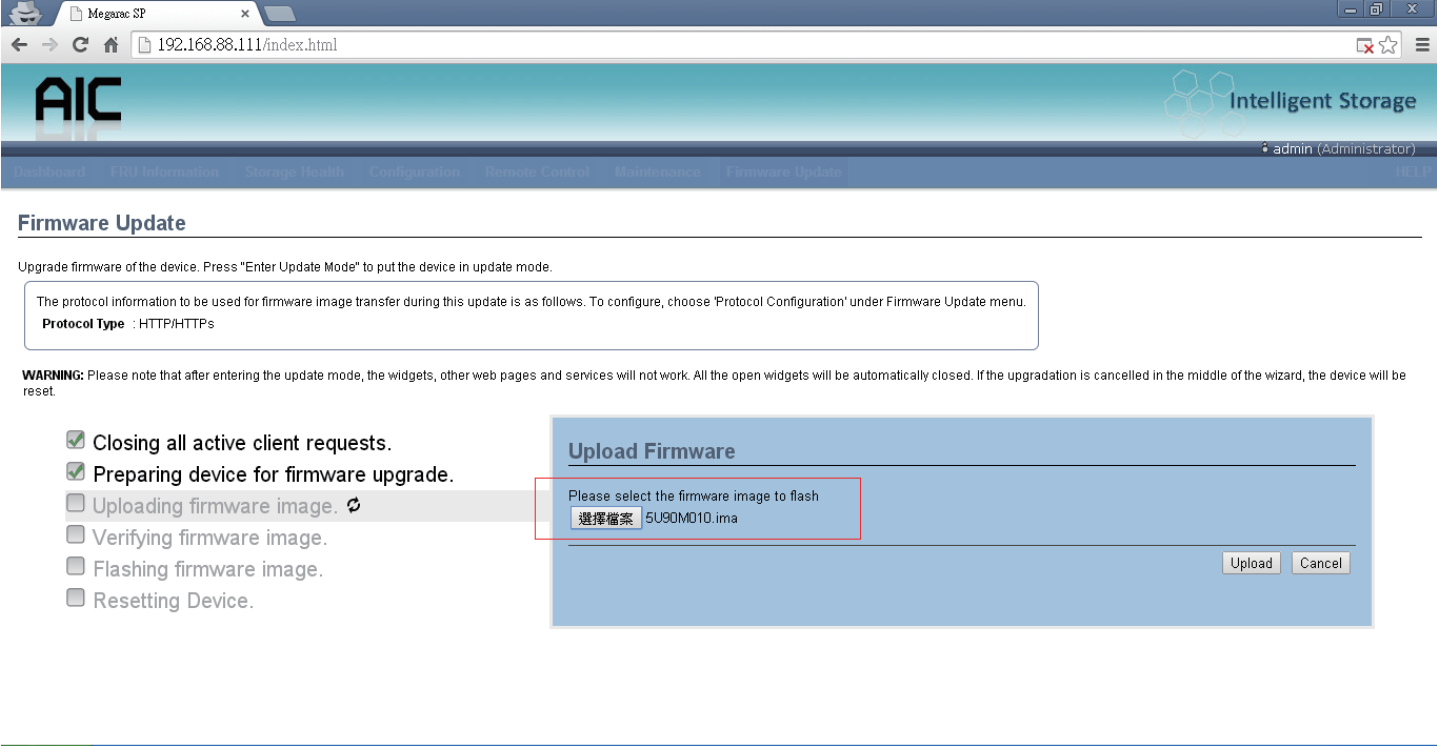 Megarac SP
192.168.88.111/index.html
AIC
Intelligent Storage
admin (Administrator)
Dashboard FRU Information Storage Health Configuration Remote Control Maintenance Firmware Update HELP
Firmware Update
Upgrade firmware of the device. Press "Enter Update Mode" to put the device in update mode.
The protocol information to be used for firmware image transfer during this update is as follows. To configure, choose 'Protocol Configuration' under Firmware Update menu.
Protocol Type : HTTP/HTTPs
WARNING: Please note that after entering the update mode, the widgets, other web pages and services will not work. All the open widgets will be automatically closed. If the upgradation is cancelled in the middle of the wizard, the device will be
reset.
Closing all active client requests.
Preparing device for firmware upgrade.
Uploading firmware image.
Verifying firmware image.
Flashing firmware image.
Resetting Device.
Upload Firmware
Please select the firmware image to flash
選擇檔案 5U90M010.ima
Upload Cancel